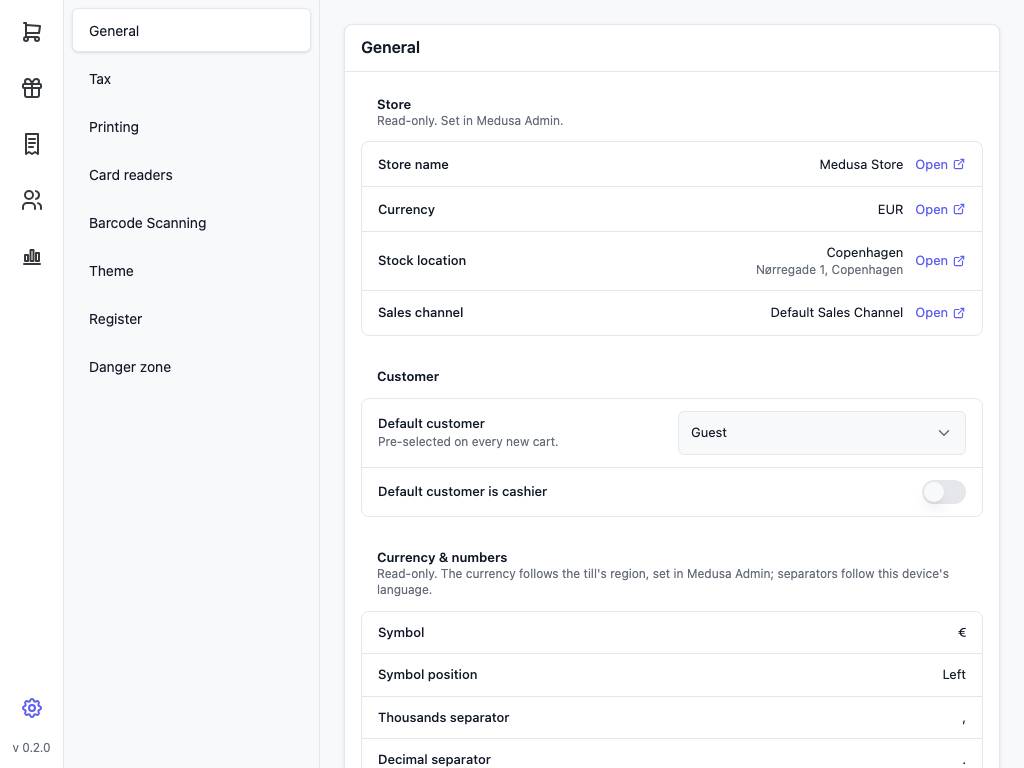 General
Tax
Printing
Card readers
Barcode Scanning
Theme
Register
Danger zone
v 0.2.0
General
Store
Read-only. Set in Medusa Admin.
Store name
Medusa Store
Open
Currency
EUR
Open
Stock location
Copenhagen
Nørregade 1, Copenhagen
Open
Sales channel
Default Sales Channel
Open
Customer
Default customer
Pre-selected on every new cart.
Guest
Default customer is cashier
Currency & numbers
Read-only. The currency follows the till's region, set in Medusa Admin; separators follow this device's
language.
Symbol
€
Symbol position
Left
Thousands separator
,
Decimal separator
.